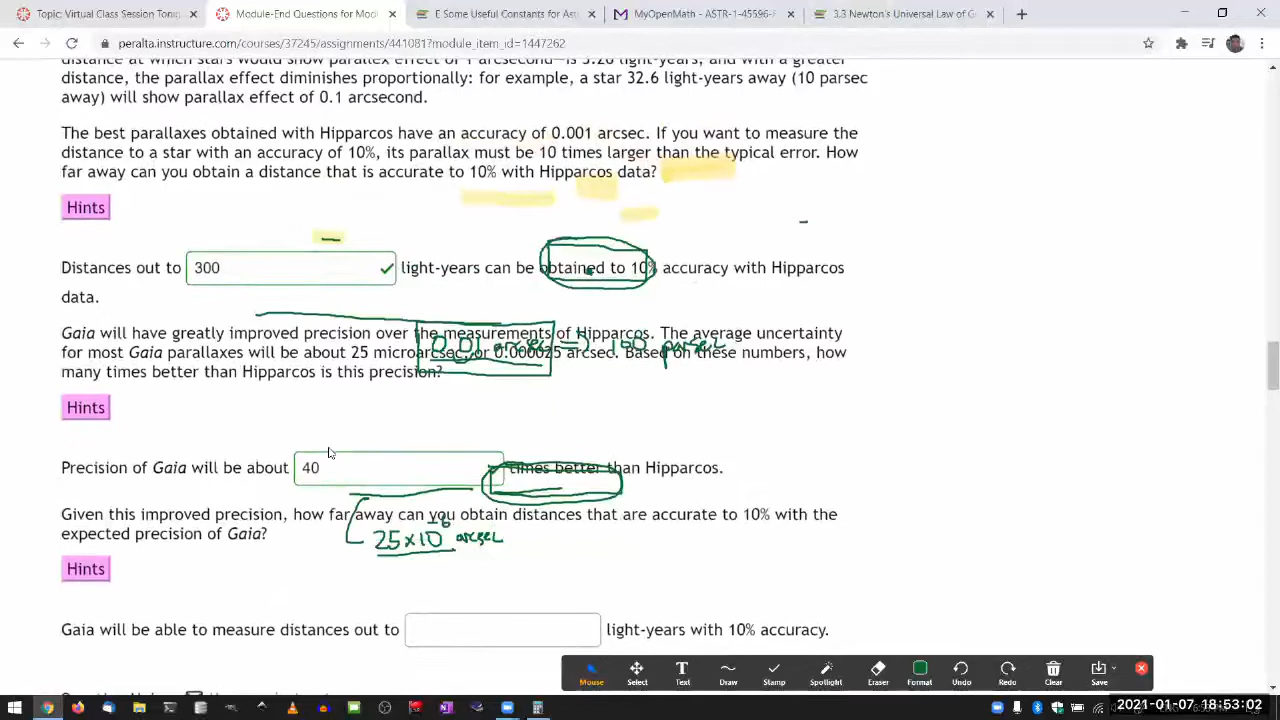 Topic: Virtual Class Session Tonig
Module-End Questions for Modu
E Some Useful Constants for Astro
MyOpenMath - ASTR-1-45596-F
3.3 Newton's Universal Law of G
peralta.instructure.com/courses/37245/assignments/441081?module_item_id=1447262
distance at which stars would show parallax effect of 1 arcsecond—is 3.26 light-years, and with a greater
distance, the parallax effect diminishes proportionally: for example, a star 32.6 light-years away (10 parsec
away) will show parallax effect of 0.1 arcsecond.
The best parallaxes obtained with Hipparcos have an accuracy of 0.001 arcsec. If you want to measure the
distance to a star with an accuracy of 10%, its parallax must be 10 times larger than the typical error. How
far away can you obtain a distance that is accurate to 10% with Hipparcos data?
Hints
Distances out to 300 light-years can be obtained to 10% accuracy with Hipparcos
data.
Gaia will have greatly improved precision over the measurements of Hipparcos. The average uncertainty
for most Gaia parallaxes will be about 25 microarcsec, or 0.000025 arcsec. Based on these numbers, how
0.01 arcsec => 100 parsec
many times better than Hipparcos is this precision?
Hints
Precision of Gaia will be about 40 times better than Hipparcos.
Given this improved precision, how far away can you obtain distances that are accurate to 10% with the
expected precision of Gaia?
25×10⁻⁶ arcsec
Hints
Gaia will be able to measure distances out to light-years with 10% accuracy.
Mouse
Select
Text
Draw
Stamp
Spotlight
Eraser
Format
Undo
Redo
Clear
Save
2021-01-07 18:53:02